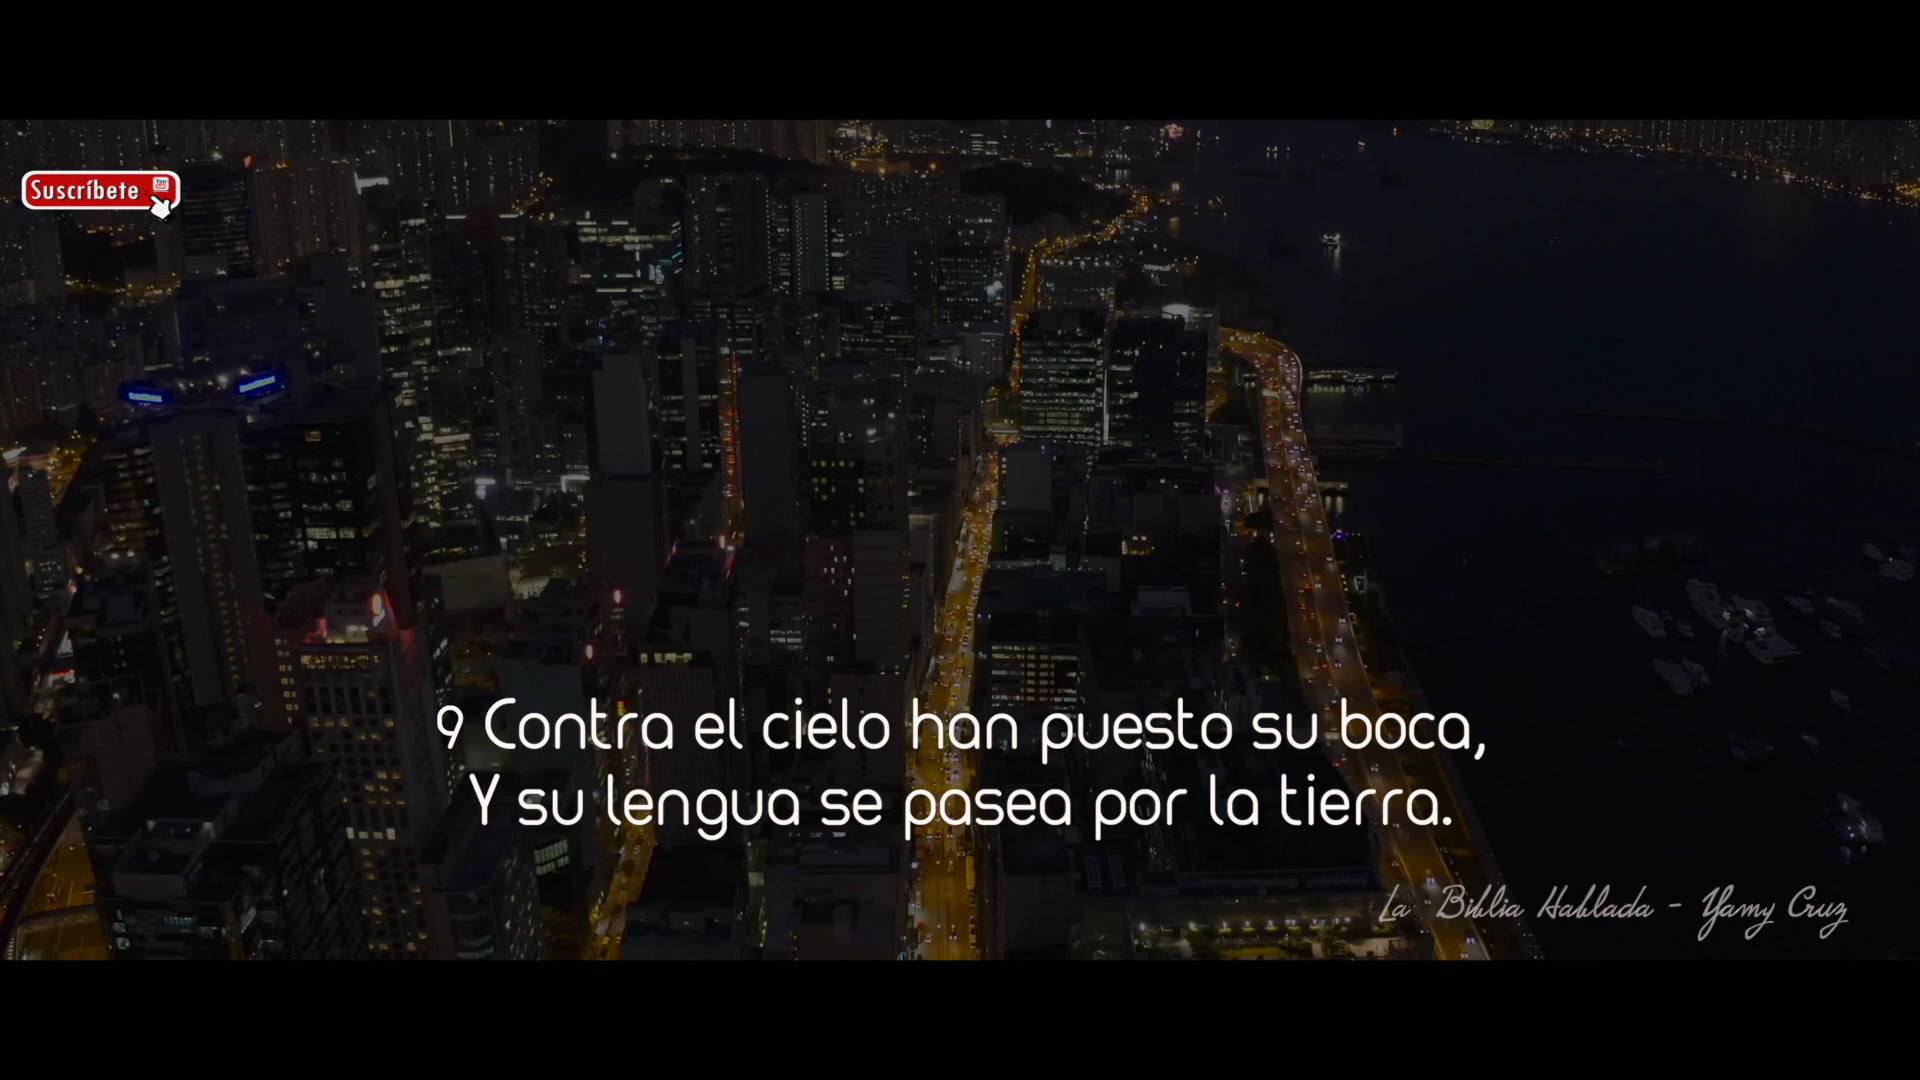 Suscríbete
9 Contra el cielo han puesto su boca,
Y su lengua se pasea por la tierra.
La Biblia Hablada - Yamy Cruz